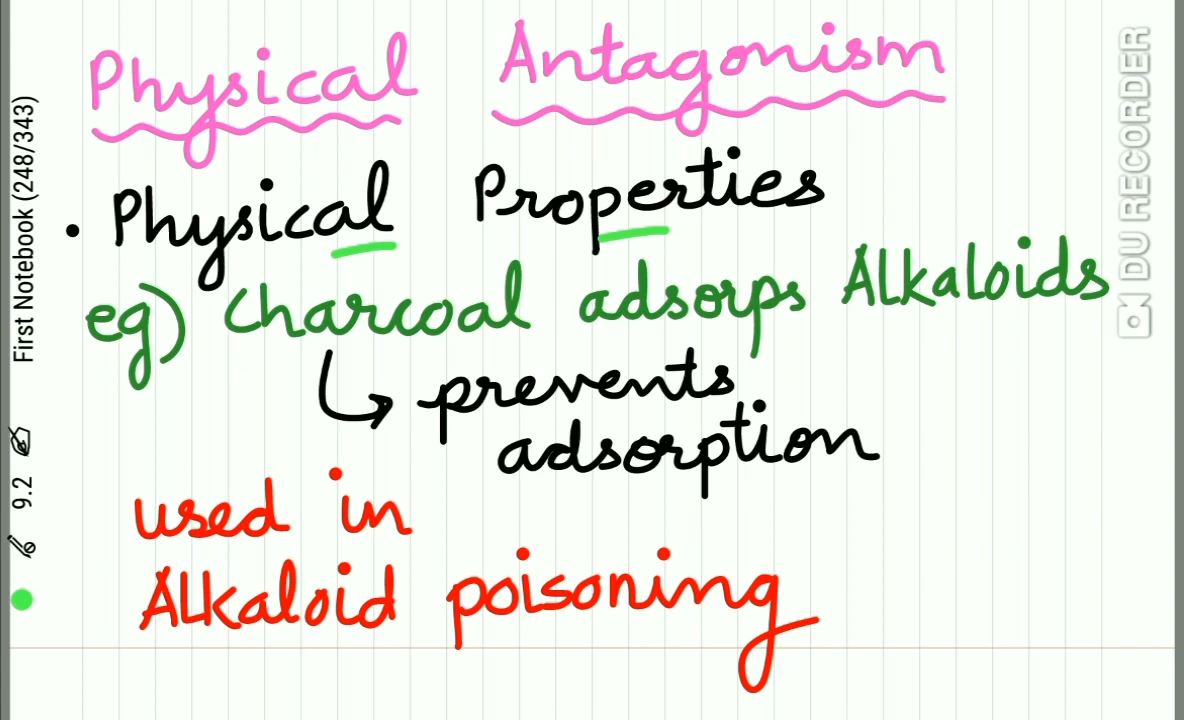 Physical Antagonism
. Physical Properties
eg) Charcoal adsorps Alkaloids
↳ prevents
adsorption
used in
Alkaloid poisoning
First Notebook (248/343)
9.2
DU RECORDER